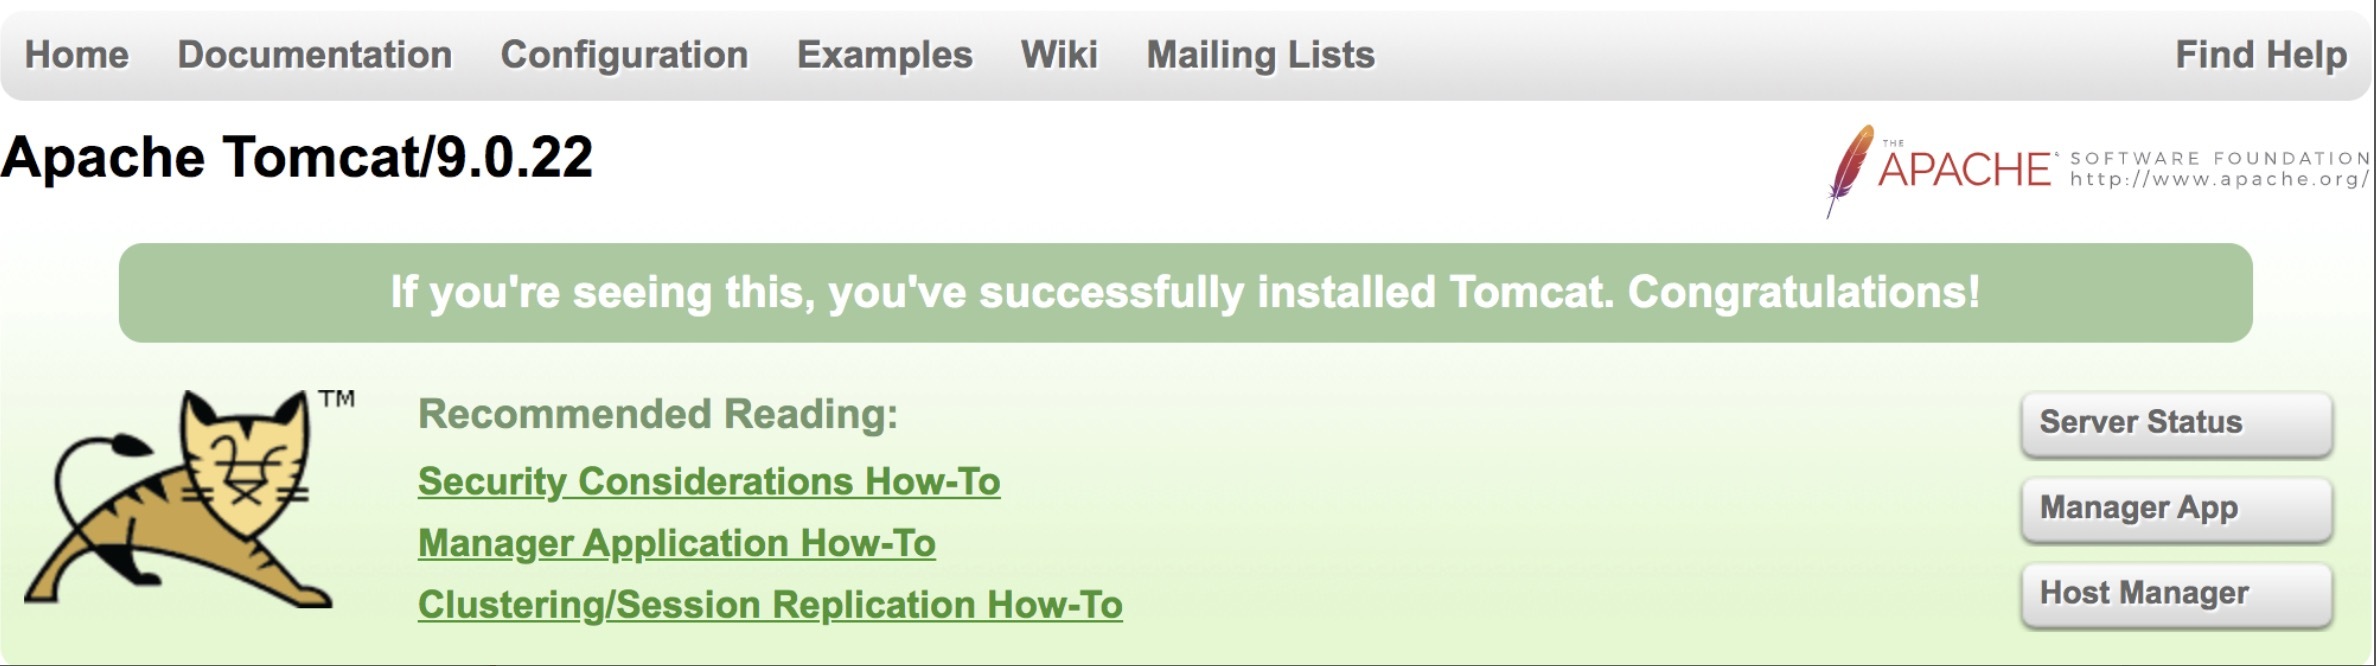 Home Documentation Configuration Examples Wiki Mailing Lists Find Help
Apache Tomcat/9.0.22
THE
APACHE® SOFTWARE FOUNDATION
http://www.apache.org/
If you're seeing this, you've successfully installed Tomcat. Congratulations!
TM
Recommended Reading:
Security Considerations How-To
Manager Application How-To
Clustering/Session Replication How-To
Server Status
Manager App
Host Manager